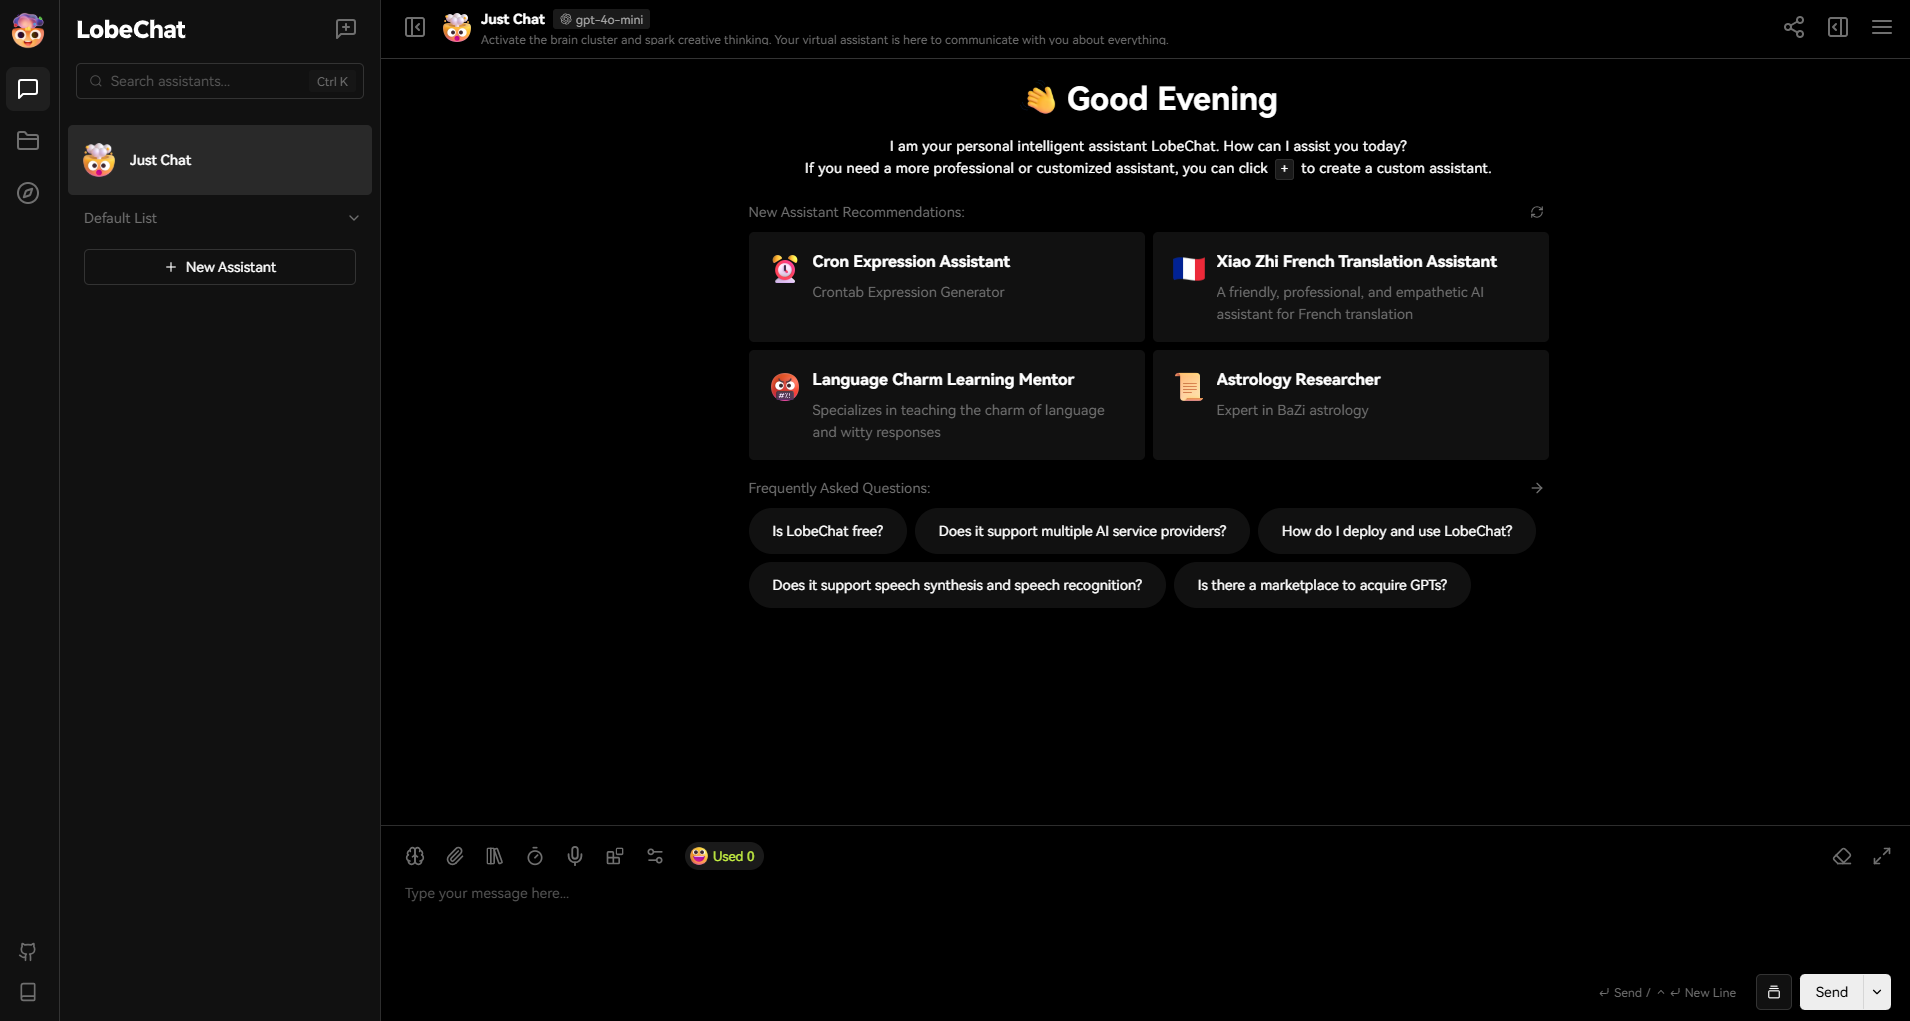 LobeChat
Search assistants...
Ctrl K
Just Chat
Default List
New Assistant
Just Chat
gpt-4o-mini
Activate the brain cluster and spark creative thinking. Your virtual assistant is here to communicate with you about everything.
👋 Good Evening
I am your personal intelligent assistant LobeChat. How can I assist you today?
If you need a more professional or customized assistant, you can click + to create a custom assistant.
New Assistant Recommendations:
Cron Expression Assistant
Crontab Expression Generator
Xiao Zhi French Translation Assistant
A friendly, professional, and empathetic AI
assistant for French translation
Language Charm Learning Mentor
Specializes in teaching the charm of language
and witty responses
Astrology Researcher
Expert in BaZi astrology
Frequently Asked Questions:
Is LobeChat free?
Does it support multiple AI service providers?
How do I deploy and use LobeChat?
Does it support speech synthesis and speech recognition?
Is there a marketplace to acquire GPTs?
Used 0
Type your message here...
↵ Send / ^ ↵ New Line
Send